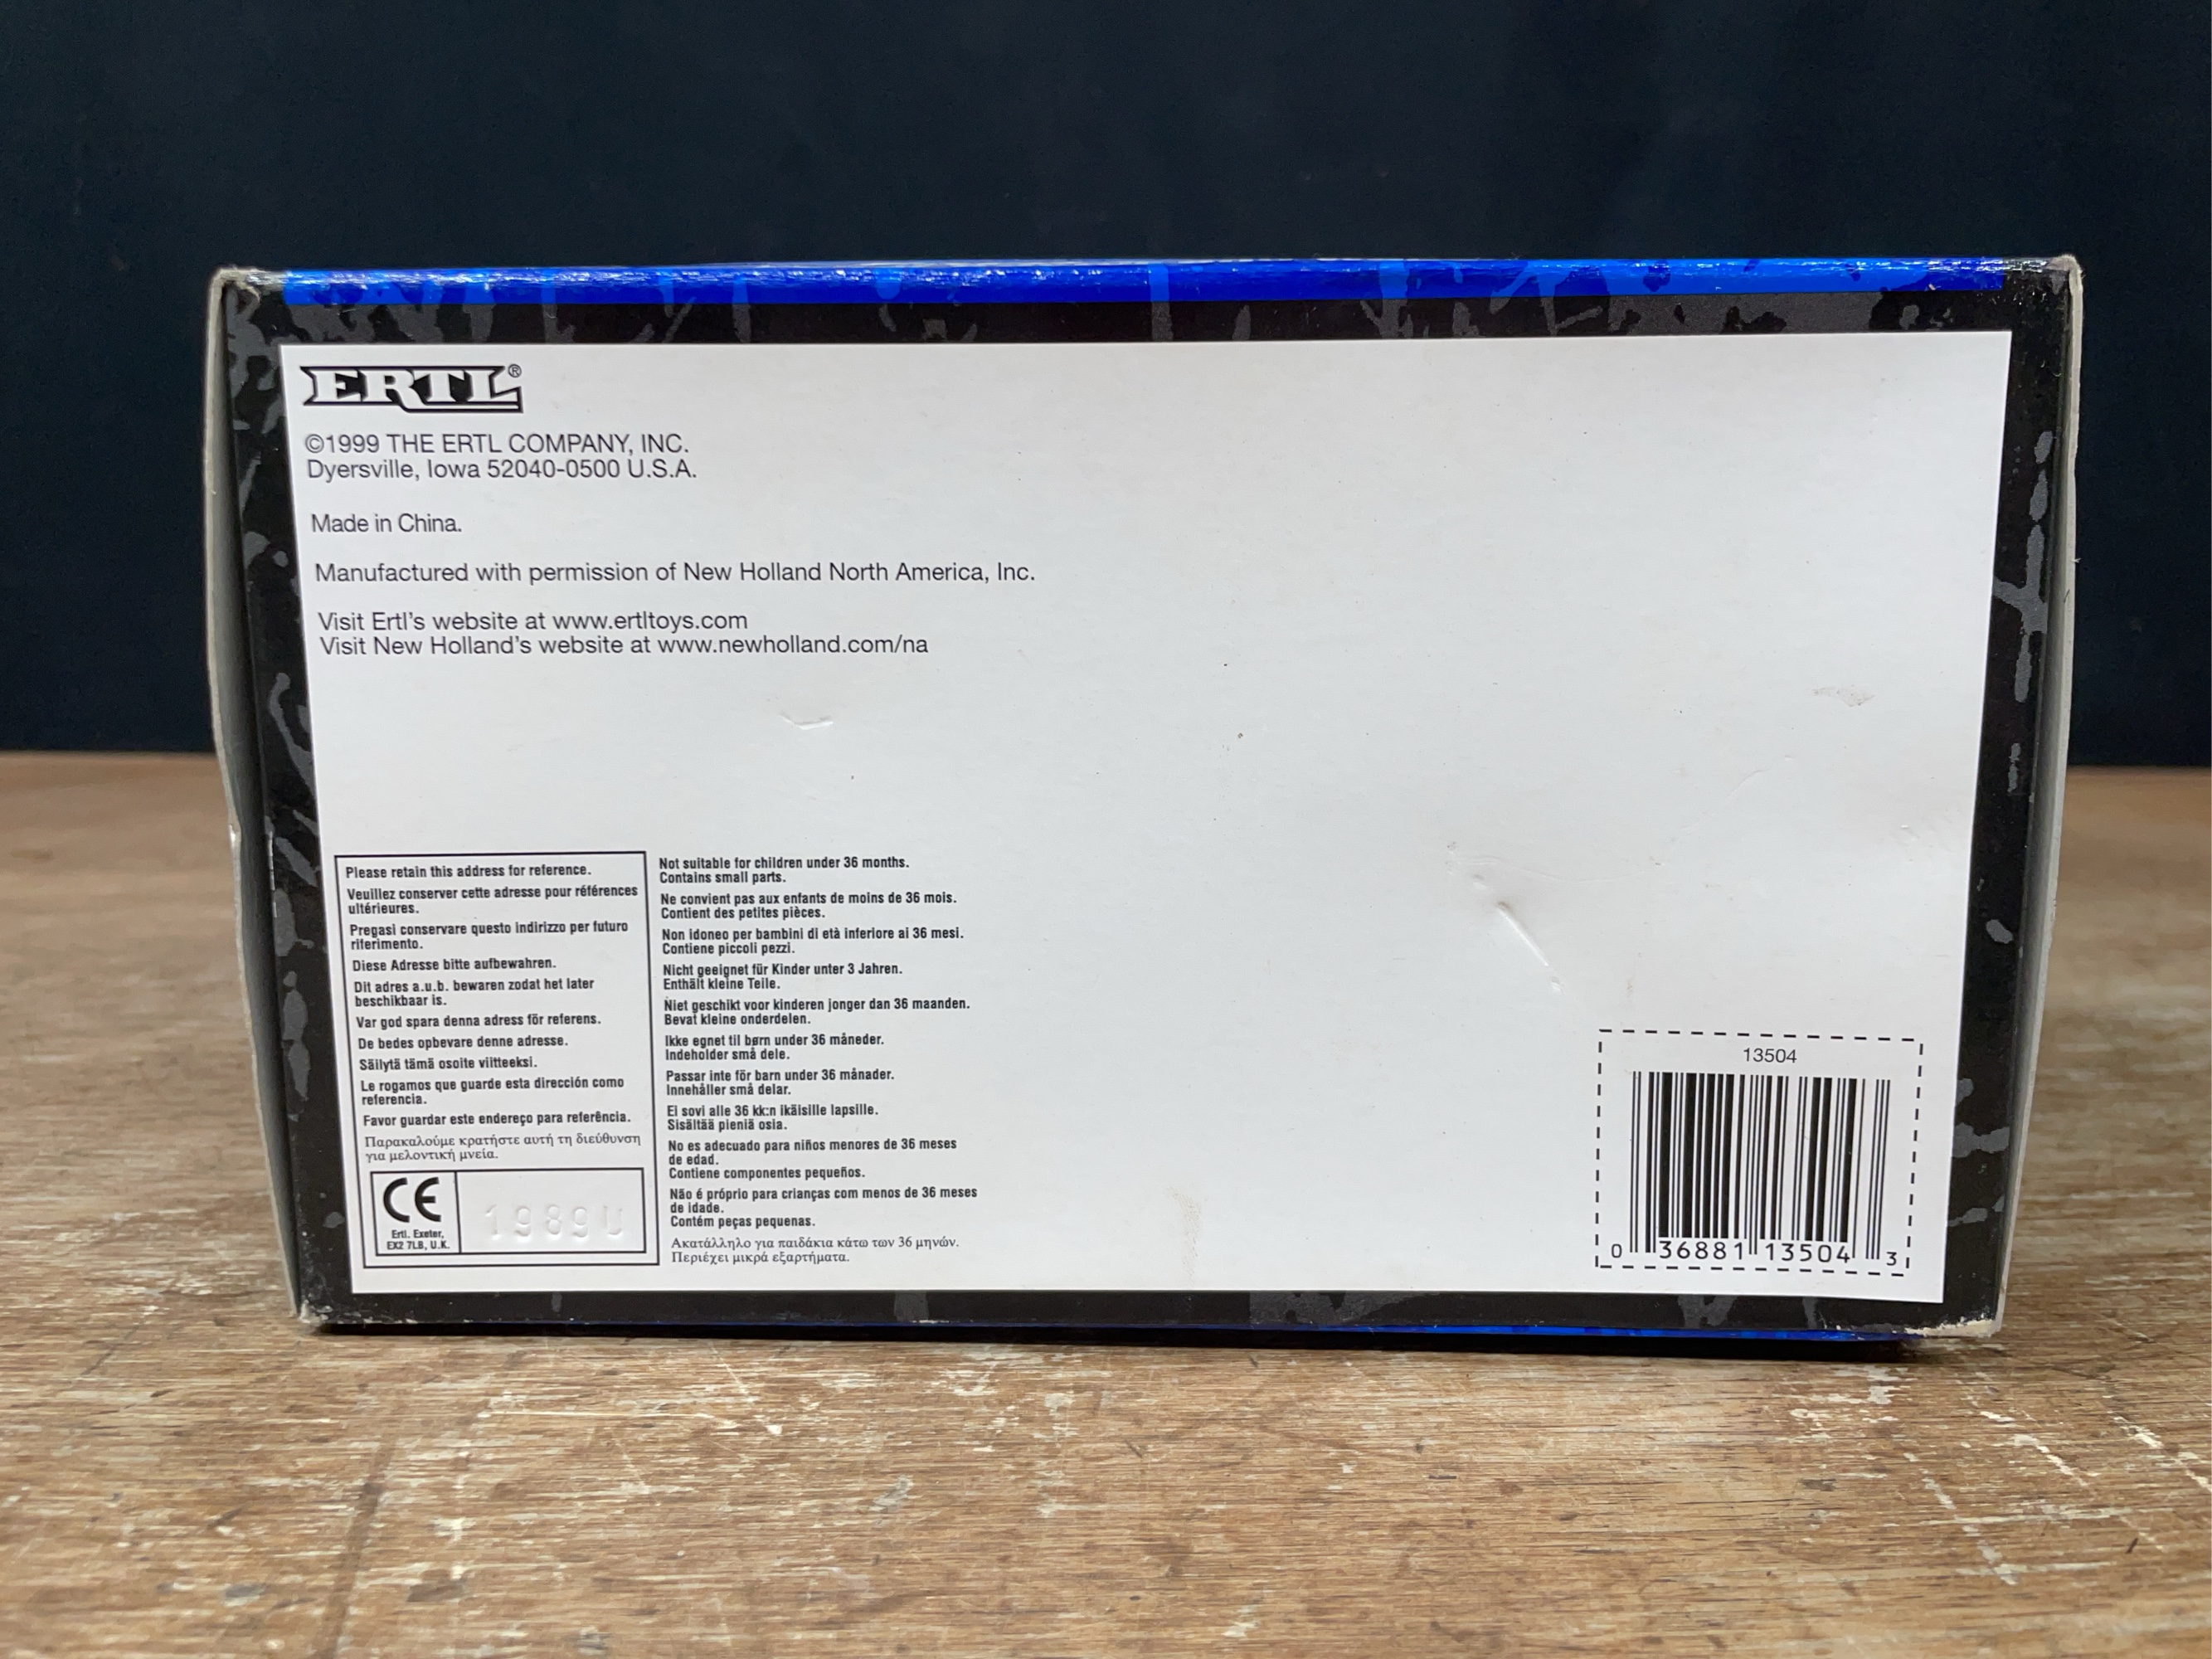 ERTL®
©1999 THE ERTL COMPANY, INC.
Dyersville, Iowa 52040-0500 U.S.A.
Made in China.
Manufactured with permission of New Holland North America, Inc.
Visit Ertl's website at www.ertltoys.com
Visit New Holland's website at www.newholland.com/na
Please retain this address for reference.
Veuillez conserver cette adresse pour références
ultérieures.
Pregasi conservare questo indirizzo per futuro
riferimento.
Diese Adresse bitte aufbewahren.
Dit adres a.u.b. bewaren zodat het later
beschikbaar is.
Var god spara denna adress för referens.
De bedes opbevare denne adresse.
Säilytä tämä osoite viitteeksi.
Le rogamos que guarde esta dirección como
referencia.
Favor guardar este endereço para referência.
Παρακαλούμε κρατήστε αυτή τη διεύθυνση
για μελοντική μνεία.
CE
Ertl. Exeter,
EX2 7LB, U.K.
1989U
Not suitable for children under 36 months.
Contains small parts.
Ne convient pas aux enfants de moins de 36 mois.
Contient des petites pièces.
Non idoneo per bambini di età inferiore ai 36 mesi.
Contiene piccoli pezzi.
Nicht geeignet für Kinder unter 3 Jahren.
Enthält kleine Teile.
Niet geschikt voor kinderen jonger dan 36 maanden.
Bevat kleine onderdelen.
Ikke egnet til børn under 36 måneder.
Indeholder små dele.
Passar inte för barn under 36 månader.
Innehåller små delar.
Ei sovi alle 36 kk:n ikäisille lapsille.
Sisältää pieniä osia.
No es adecuado para niños menores de 36 meses
de edad.
Contiene componentes pequeños.
Não é próprio para crianças com menos de 36 meses
de idade.
Contém peças pequenas.
Ακατάλληλο για παιδάκια κάτω των 36 μηνών.
Περιέχει μικρά εξαρτήματα.
13504
0 36881 13504 3